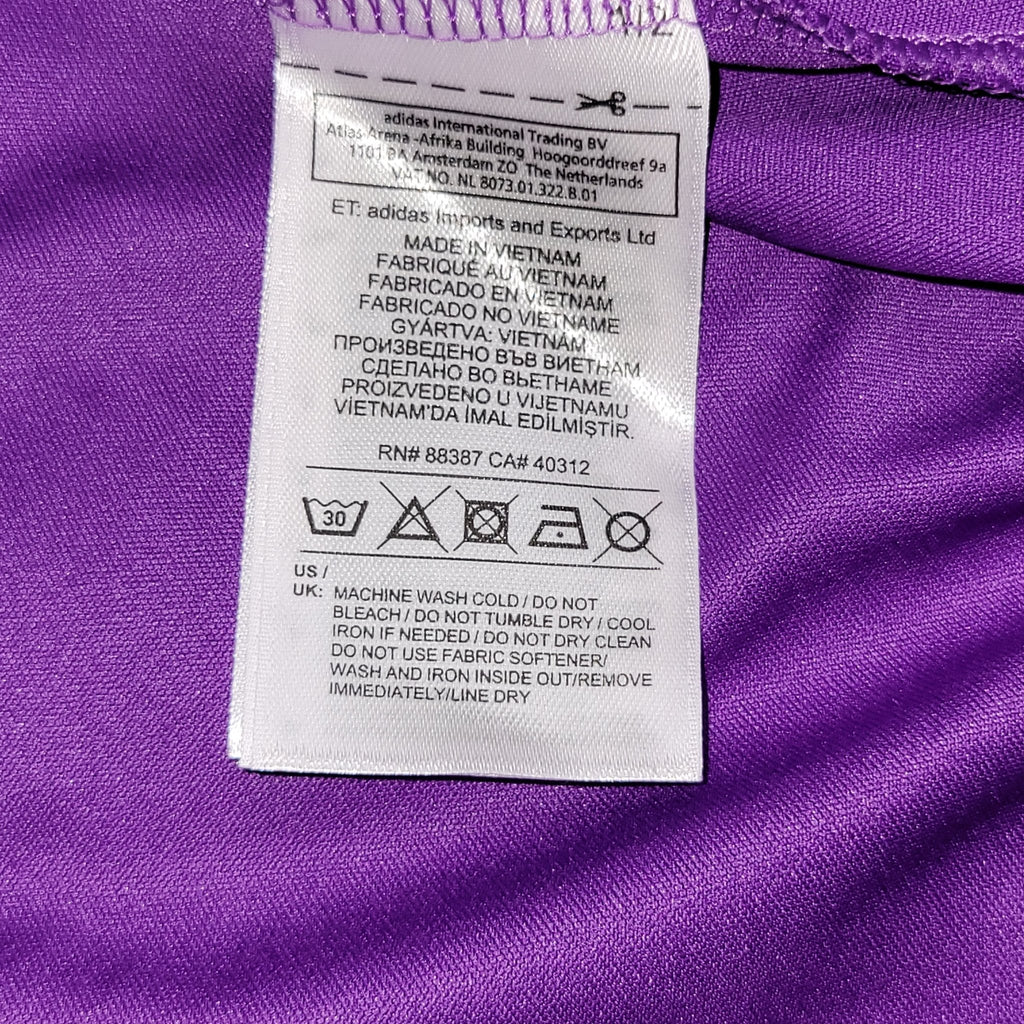 1/2
adidas International Trading BV
Atlas Arena -Afrika Building Hoogoorddreef 9a
1101 BA Amsterdam ZO The Netherlands
VAT NO. NL 8073.01.322.B.01
ET: adidas Imports and Exports Ltd
MADE IN VIETNAM
FABRIQUÉ AU VIETNAM
FABRICADO EN VIETNAM
FABRICADO NO VIETNAME
GYÁRTVA: VIETNAM
ПРОИЗВЕДЕНО ВЪВ ВИЕТНАМ
СДЕЛАНО ВО ВЬЕТНАМЕ
PROIZVEDENO U VIJETNAMU
VİETNAM'DA İMAL EDİLMİŞTİR.
RN# 88387 CA# 40312
30
US /
UK: MACHINE WASH COLD / DO NOT
BLEACH / DO NOT TUMBLE DRY / COOL
IRON IF NEEDED / DO NOT DRY CLEAN
DO NOT USE FABRIC SOFTENER/
WASH AND IRON INSIDE OUT/REMOVE
IMMEDIATELY/LINE DRY